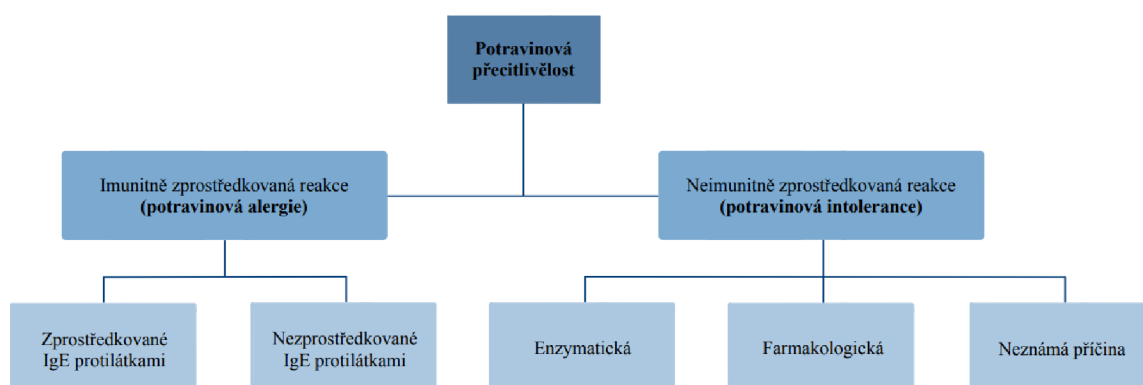 Potravinová
přecitlivělost
Imunitně zprostředkovaná reakce
(potravinová alergie)
Neimunitně zprostředkovaná reakce
(potravinová intolerance)
Zprostředkované
IgE protilátkami
Nezprostředkované
IgE protilátkami
Enzymatická
Farmakologická
Neznámá příčina